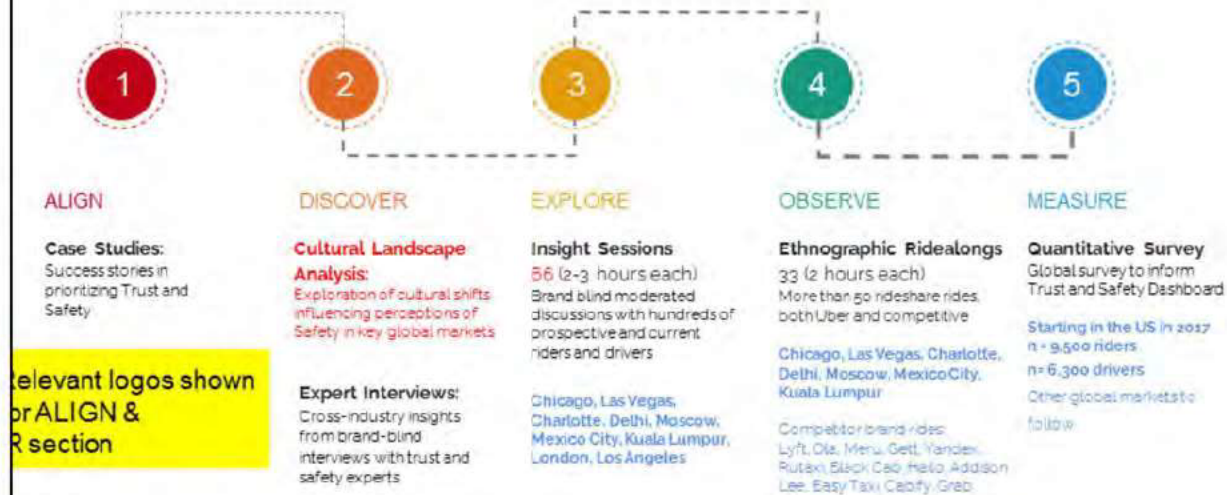 1
2
3
4
5
ALIGN
Case Studies:
Success stories in
prioritizing Trust and
Safety
elevant logos shown
or ALIGN &
R section
DISCOVER
Cultural Landscape
Analysis:
Exploration of cultural shifts
influencing perceptions of
Safety in key global markets
Expert Interviews:
Cross-industry insights
from brand-blind
interviews with trust and
safety experts
EXPLORE
Insight Sessions
56 (2-3 hours each)
Brand blind moderated
discussions with hundreds of
prospective and current
riders and drivers
Chicago, Las Vegas,
Charlotte, Delhi, Moscow,
Mexico City, Kuala Lumpur,
London, Los Angeles
OBSERVE
Ethnographic Ridealongs
33 (2 hours each)
More than 50 rideshare rides,
both Uber and competitive
Chicago, Las Vegas, Charlotte,
Delhi, Moscow, Mexico City,
Kuala Lumpur
Competitor brand rides:
Lyft, Ola, Meru, Gett, Yandex,
Rutaxi, Black Cab, Hailo, Addison
Lee, Easy Taxi, Cabify, Grab
MEASURE
Quantitative Survey
Global survey to inform
Trust and Safety Dashboard
Starting in the US in 2017
n = 9,500 riders
n= 6,300 drivers
Other global markets to
follow